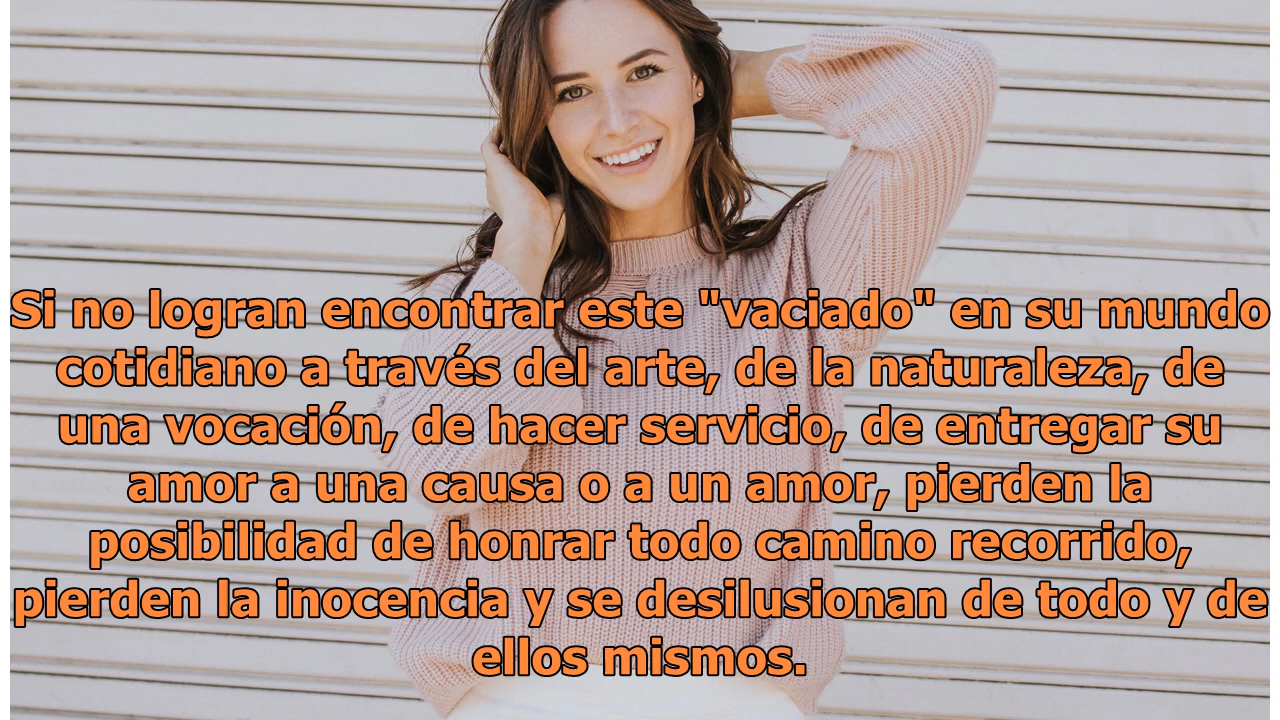 Si no logran encontrar este "vaciado" en su mundo
cotidiano a través del arte, de la naturaleza, de
una vocación, de hacer servicio, de entregar su
amor a una causa o a un amor, pierden la
posibilidad de honrar todo camino recorrido,
pierden la inocencia y se desilusionan de todo y de
ellos mismos.